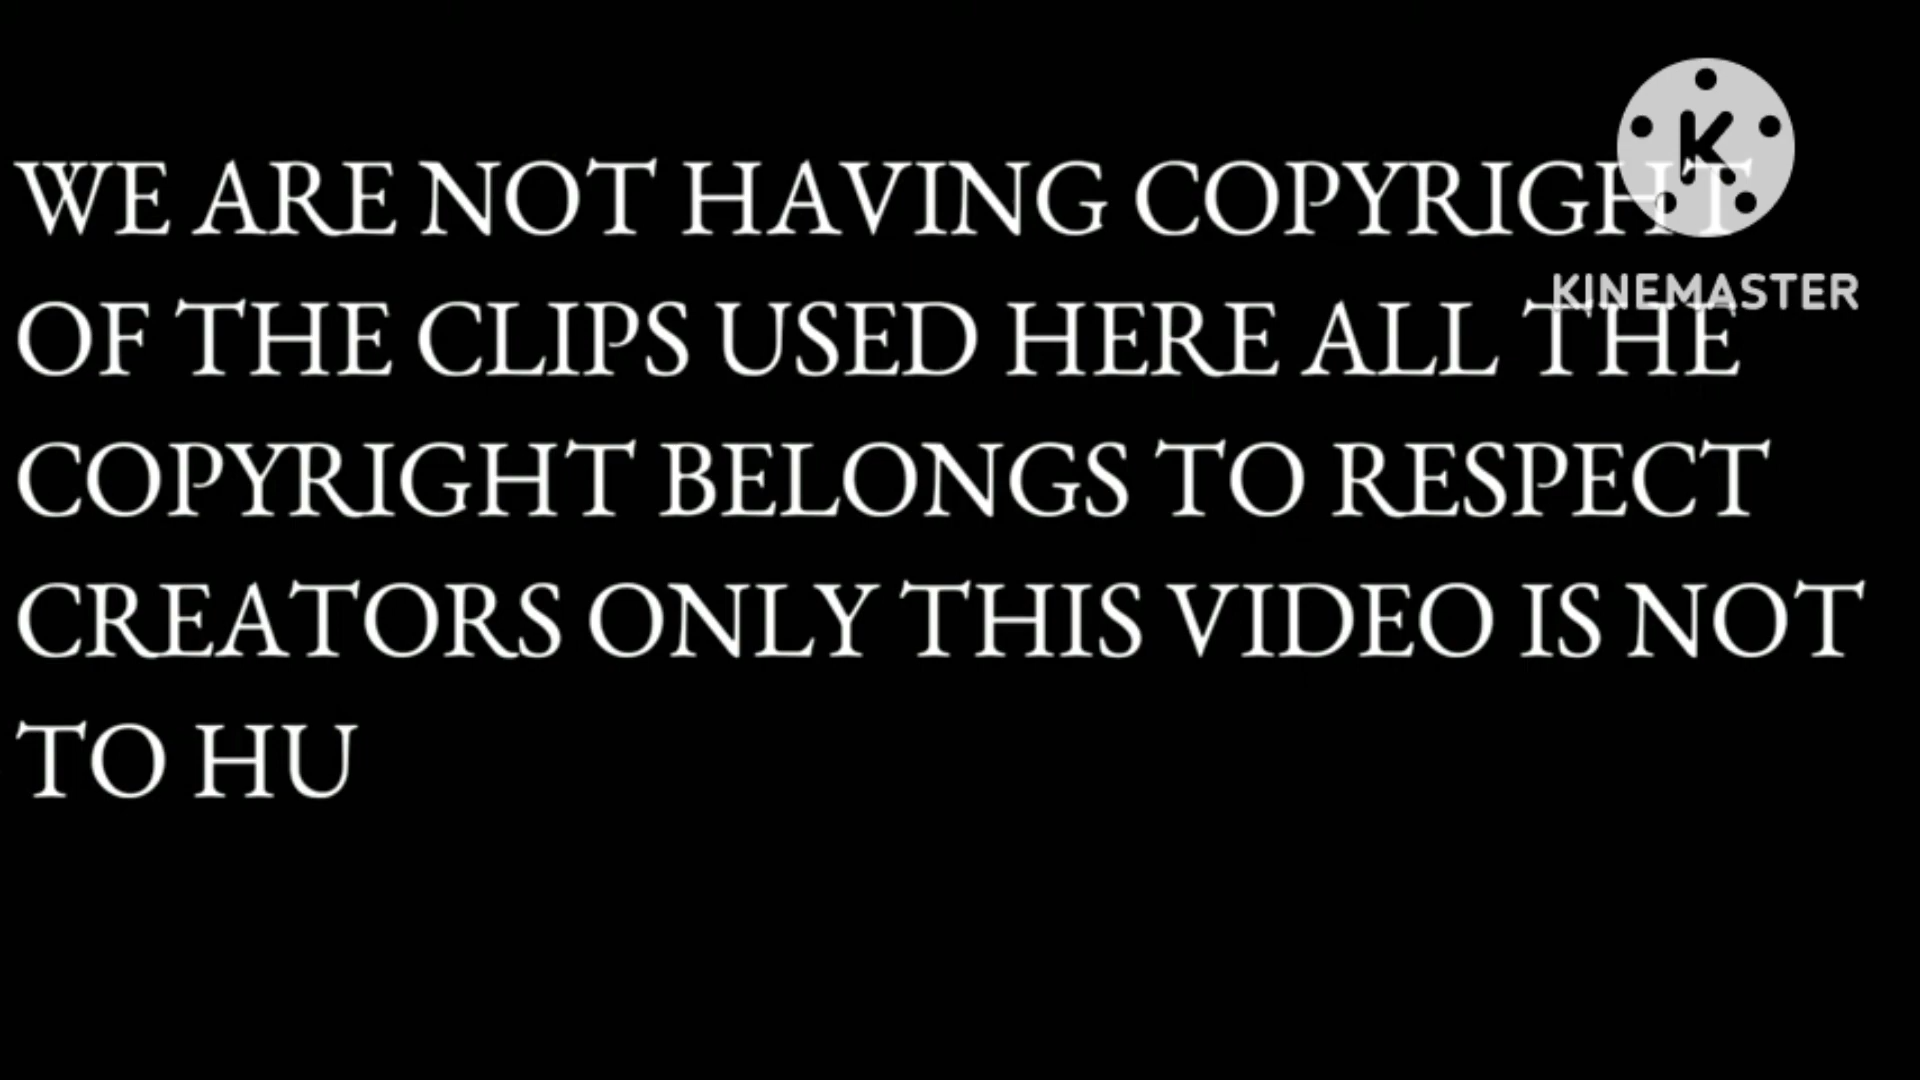 WE ARE NOT HAVING COPYRIGHT
OF THE CLIPS USED HERE ALL THE
COPYRIGHT BELONGS TO RESPECT
CREATORS ONLY THIS VIDEO IS NOT
TO HU
K
KINEMASTER